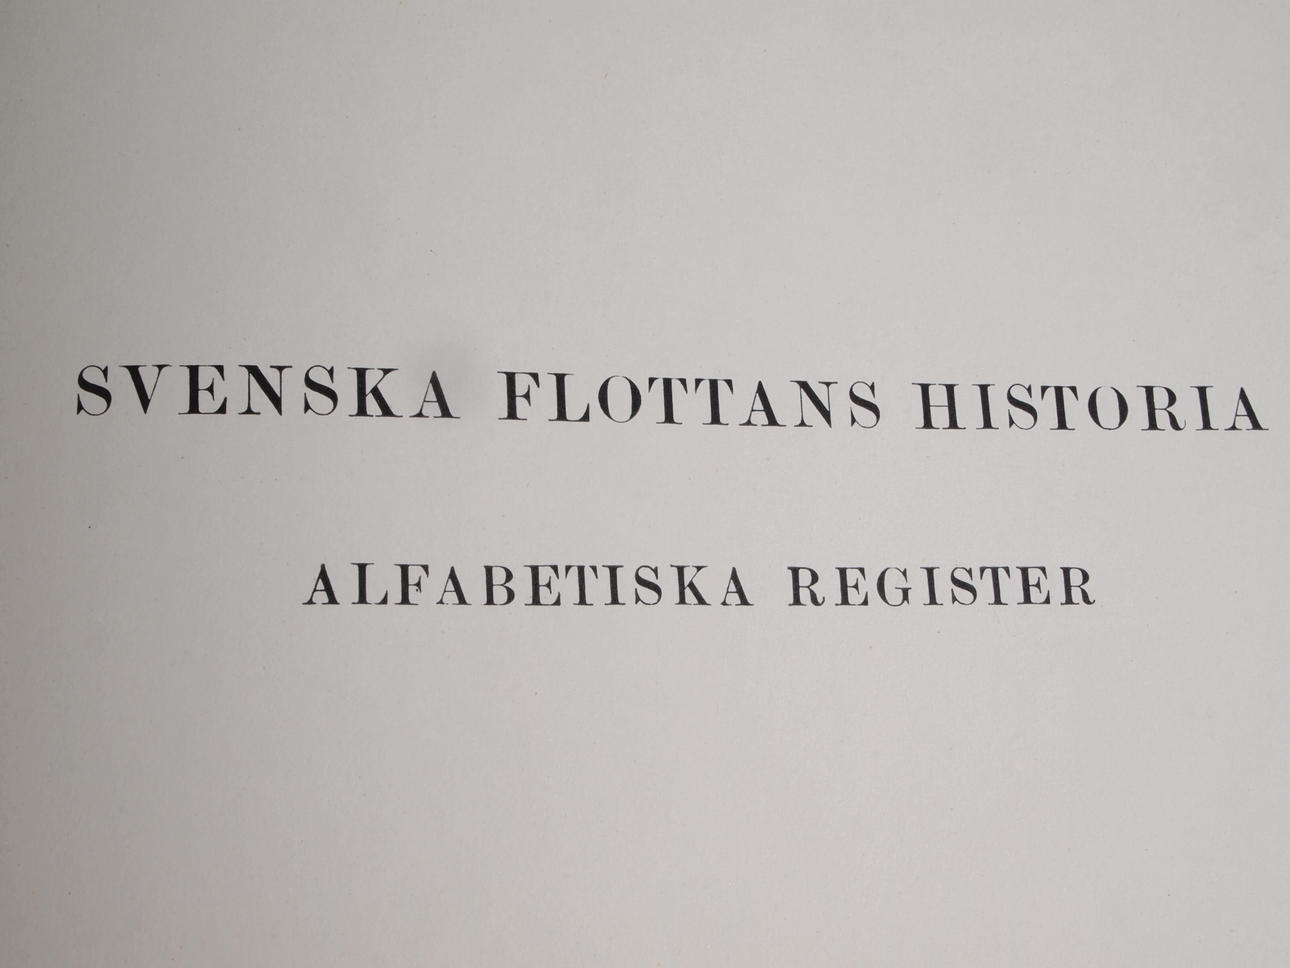 SVENSKA FLOTTANS HISTORIA
ALFABETISKA REGISTER